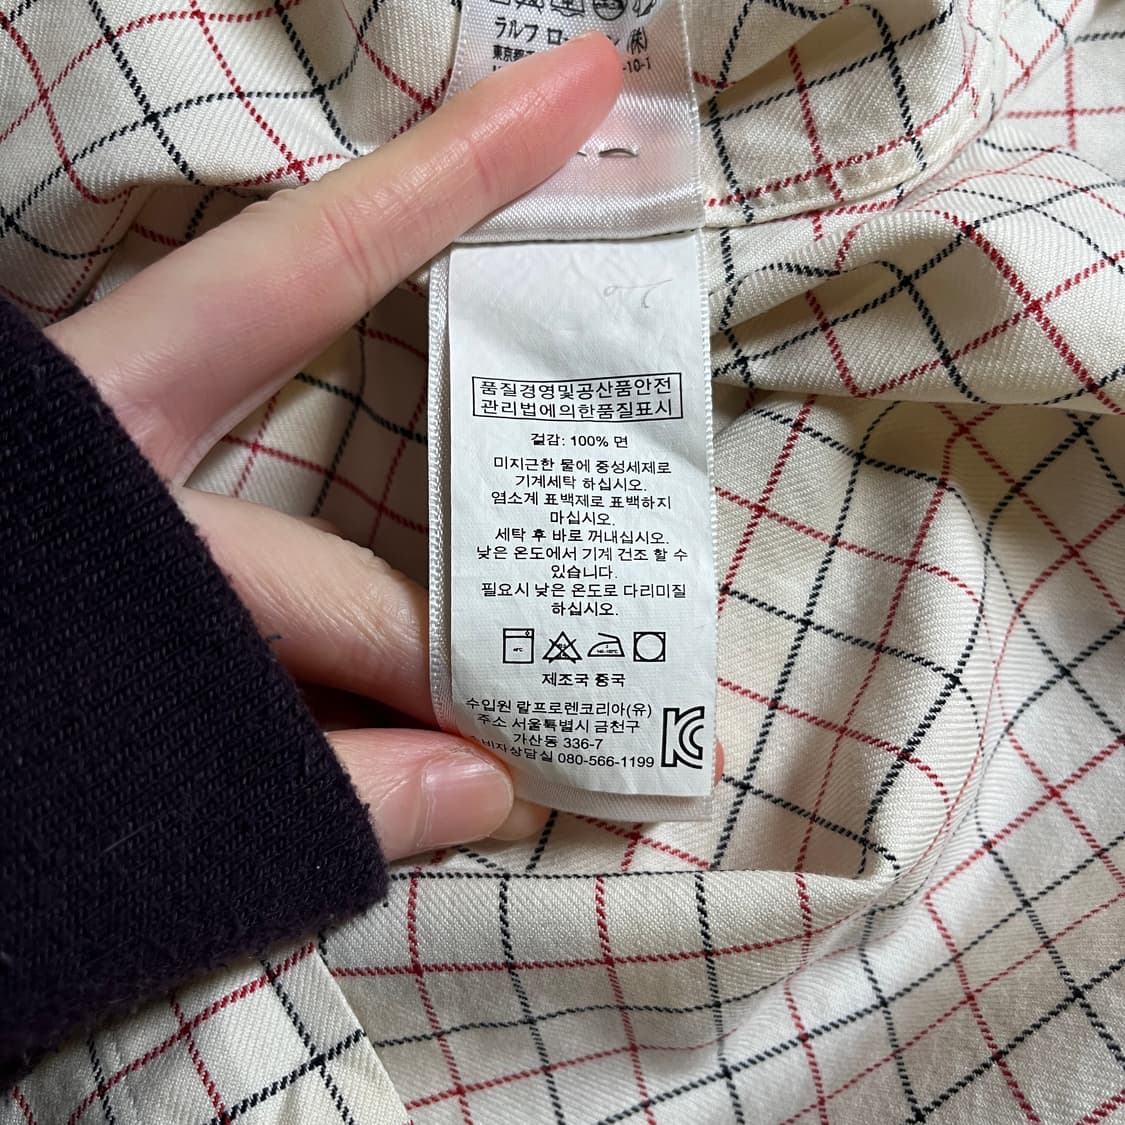 ラルフ ロ
(株)
東京都
-10-1
품질경영및공산품안전
관리법에의한품질표시
겉감: 100% 면
미지근한 물에 중성세제로
기계세탁 하십시오.
염소계 표백제로 표백하지
마십시오.
세탁 후 바로 꺼내십시오.
낮은 온도에서 기계 건조 할 수
있습니다.
필요시 낮은 온도로 다리미질
하십시오.
제조국 중국
수입원 랄프로렌코리아(유)
주소 서울특별시 금천구
가산동 336-7
비자상담실 080-566-1199
KC